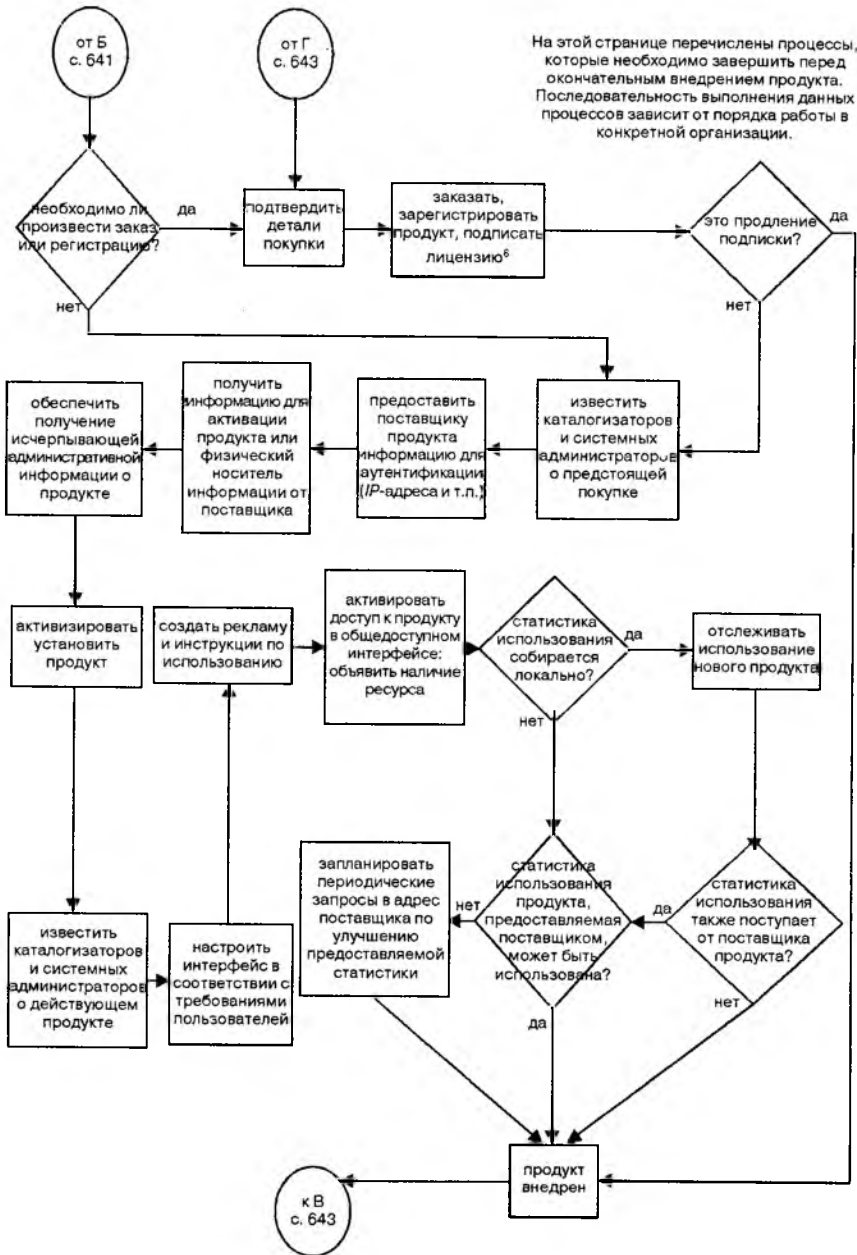 от Б
с. 641
от Г
с. 643
На этой странице перечислены процессы,
которые необходимо завершить перед
окончательным внедрением продукта.
Последовательность выполнения данных
процессов зависит от порядка работы в
конкретной организации.
необходимо ли
произвести заказ
или регистрацию?
да
нет
подтвердить
детали
покупки
заказать,
зарегистрировать
продукт, подписать
лицензию⁶
это продление
подписки?
да
нет
обеспечить
получение
исчерпывающей
административной
информации о
продукте
получить
информацию для
активации
продукта или
физический
носитель
информации от
поставщика
предоставить
поставщику
продукта
информацию для
аутентификации
(IP-адреса и т.п.)
известить
каталогизаторов
и системных
администраторов
о предстоящей
покупке
активизировать
установить
продукт
создать рекламу
и инструкции по
использованию
активировать
доступ к продукту
в общедоступном
интерфейсе:
объявить наличие
ресурса
статистика
использования
собирается
локально?
да
нет
отслеживать
использование
нового продукта
известить
каталогизаторов
и системных
администраторов
о действующем
продукте
настроить
интерфейс в
соответствии с
требованиями
пользователей
запланировать
периодические
запросы в адрес
поставщика по
улучшению
предоставляемой
статистики
нет
статистика
использования
продукта,
предоставляемая
поставщиком,
может быть
использована?
да
да
статистика
использования
также поступает
от поставщика
продукта?
нет
продукт
внедрен
к В
с. 643